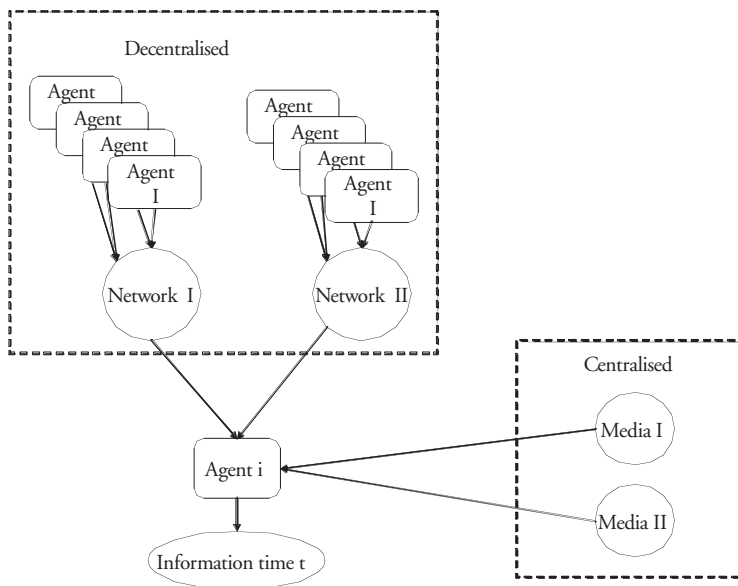 Decentralised
Agent
Agent
Agent
Agent
I
Agent
Agent
Agent
Agent
I
Network I
Network II
Centralised
Media I
Agent i
Media II
Information time t